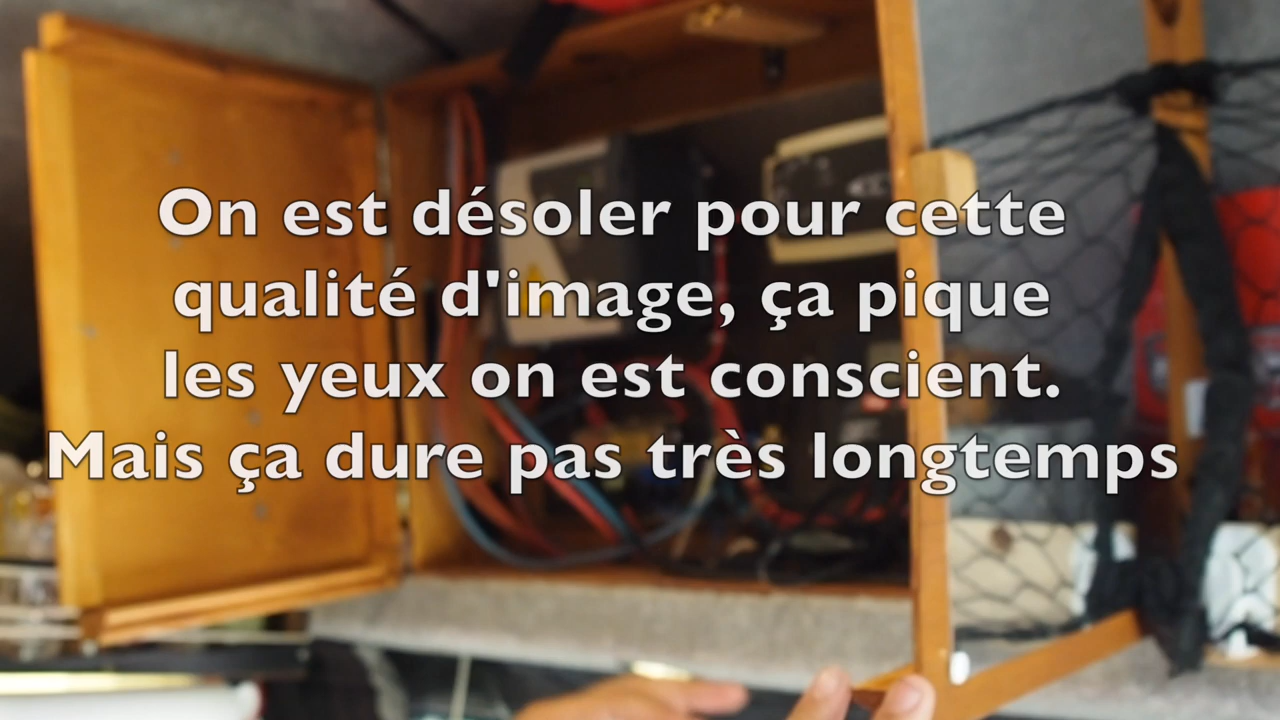 On est désoler pour cette
qualité d'image, ça pique
les yeux on est conscient.
Mais ça dure pas très longtemps